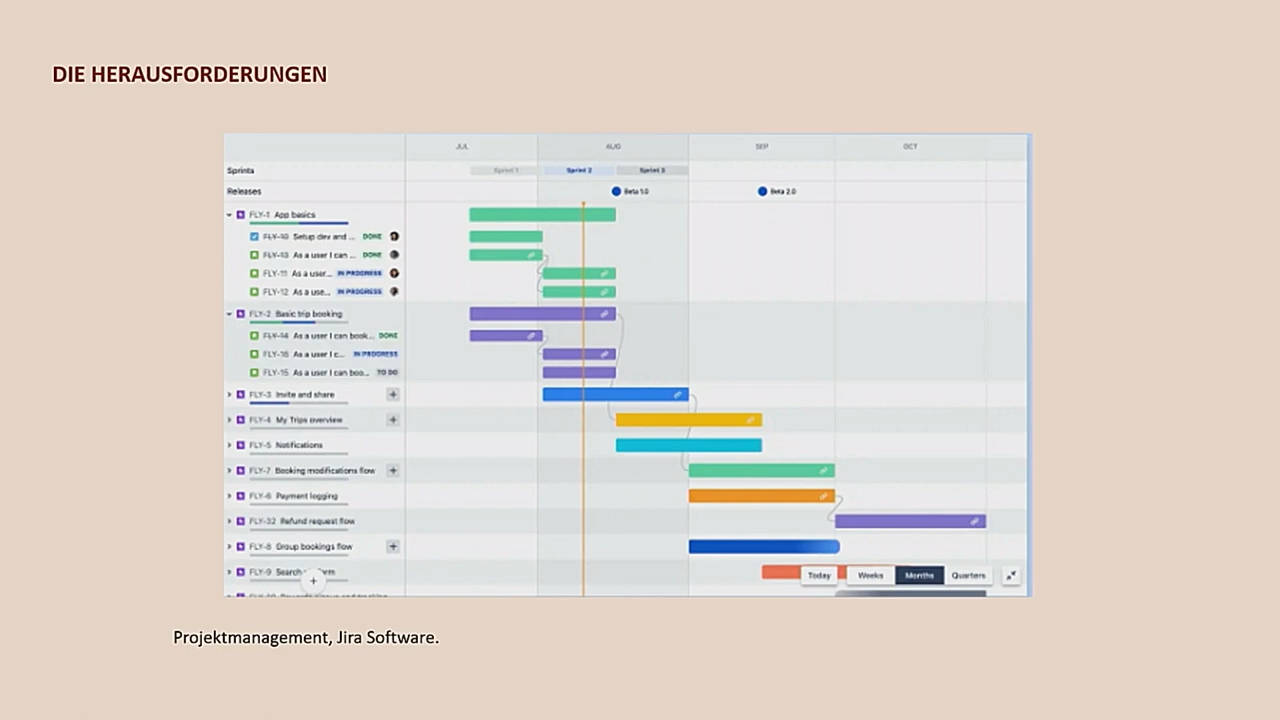 DIE HERAUSFORDERUNGEN
JUL AUG SEP OCT
Sprints Sprint 1 Sprint 2 Sprint 3
Releases Beta 1.0 Beta 2.0
FLY-1 App basics
FLY-10 Setup dev and ... DONE
FLY-13 As a user I can ... DONE
FLY-11 As a user... IN PROGRESS
FLY-12 As a use... IN PROGRESS
FLY-2 Basic trip booking
FLY-14 As a user I can book... DONE
FLY-16 As a user I c... IN PROGRESS
FLY-15 As a user I can boo... TO DO
FLY-3 Invite and share +
FLY-4 My Trips overview +
FLY-5 Notifications
FLY-7 Booking modifications flow +
FLY-6 Payment logging
FLY-32 Refund request flow
FLY-8 Group bookings flow +
FLY-9 Search
+
Today Weeks Months Quarters
Projektmanagement, Jira Software.